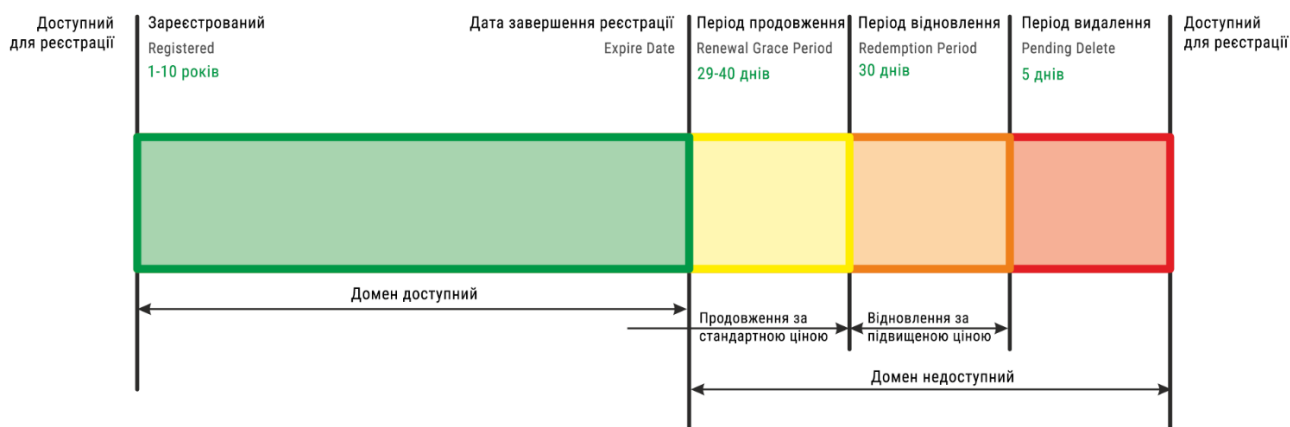 Доступний
для реєстрації
Зареєстрований
Registered
1-10 років
Дата завершення реєстрації
Expire Date
Період продовження
Renewal Grace Period
29-40 днів
Період відновлення
Redemption Period
30 днів
Період видалення
Pending Delete
5 днів
Доступний
для реєстрації
Домен доступний
Продовження за
стандартною ціною
Відновлення за
підвищеною ціною
Домен недоступний